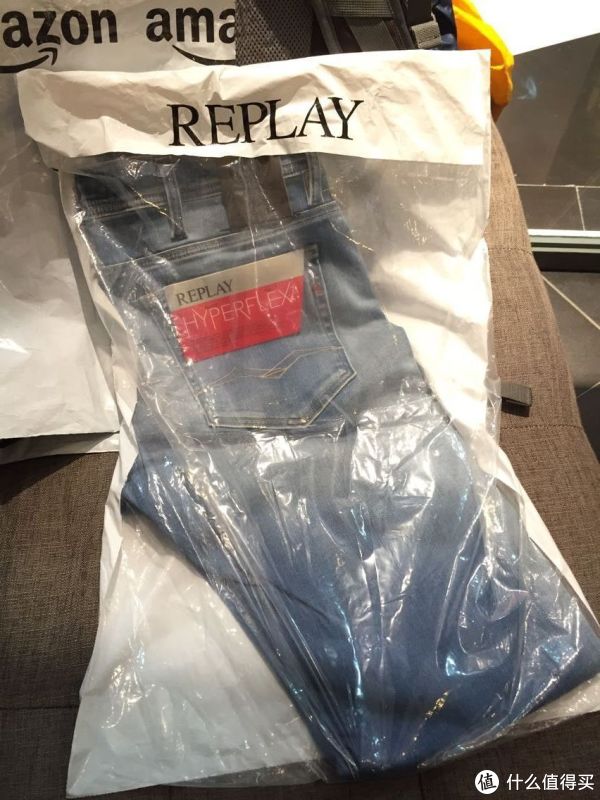 azon ama
REPLAY
REPLAY
HYPERFLEX
值 什么值得买